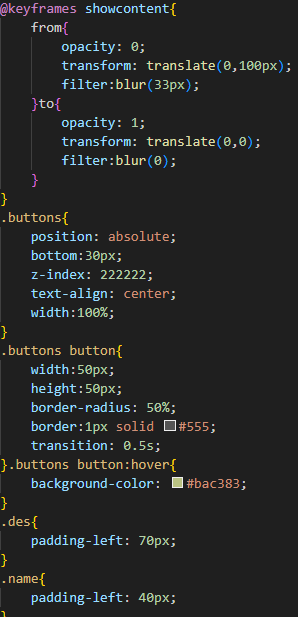 @keyframes showcontent{
from{
opacity: 0;
transform: translate(0,100px);
filter:blur(33px);
}to{
opacity: 1;
transform: translate(0,0);
filter:blur(0);
}
}
.buttons{
position: absolute;
bottom:30px;
z-index: 222222;
text-align: center;
width:100%;
}
.buttons button{
width:50px;
height:50px;
border-radius: 50%;
border:1px solid #555;
transition: 0.5s;
}.buttons button:hover{
background-color: #bac383;
}
.des{
padding-left: 70px;
}
.name{
padding-left: 40px;
}